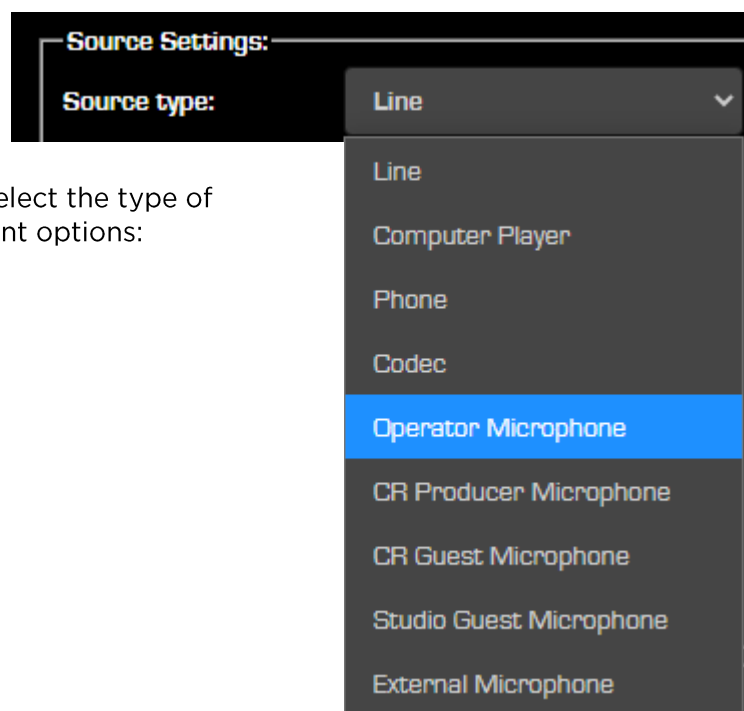 Source Settings:
Source type: Line
Line
elect the type of
nt options:
Computer Player
Phone
Codec
Operator Microphone
CR Producer Microphone
CR Guest Microphone
Studio Guest Microphone
External Microphone